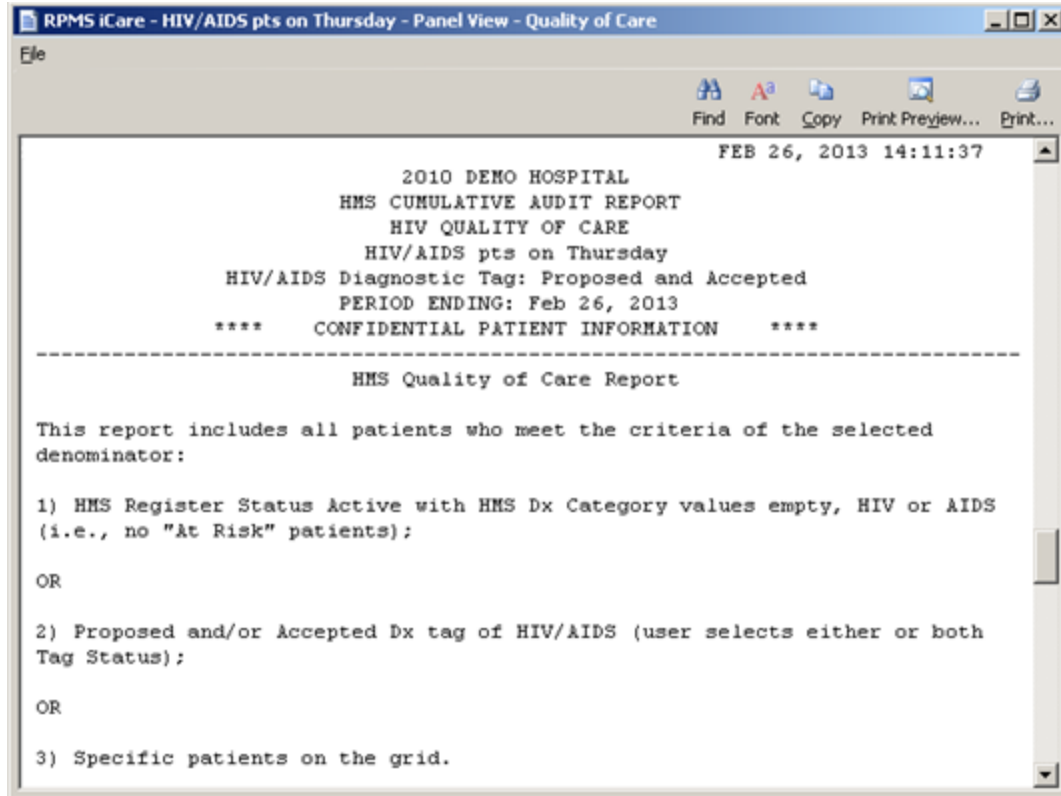 RPMS iCare - HIV/AIDS pts on Thursday - Panel View - Quality of Care
File
Find Font Copy Print Preview... Print...
FEB 26, 2013 14:11:37
2010 DEMO HOSPITAL
HMS CUMULATIVE AUDIT REPORT
HIV QUALITY OF CARE
HIV/AIDS pts on Thursday
HIV/AIDS Diagnostic Tag: Proposed and Accepted
PERIOD ENDING: Feb 26, 2013
**** CONFIDENTIAL PATIENT INFORMATION ****
------------------------------------------------------------------------------
HMS Quality of Care Report
This report includes all patients who meet the criteria of the selected
denominator:
1) HMS Register Status Active with HMS Dx Category values empty, HIV or AIDS
(i.e., no "At Risk" patients);
OR
2) Proposed and/or Accepted Dx tag of HIV/AIDS (user selects either or both
Tag Status);
OR
3) Specific patients on the grid.